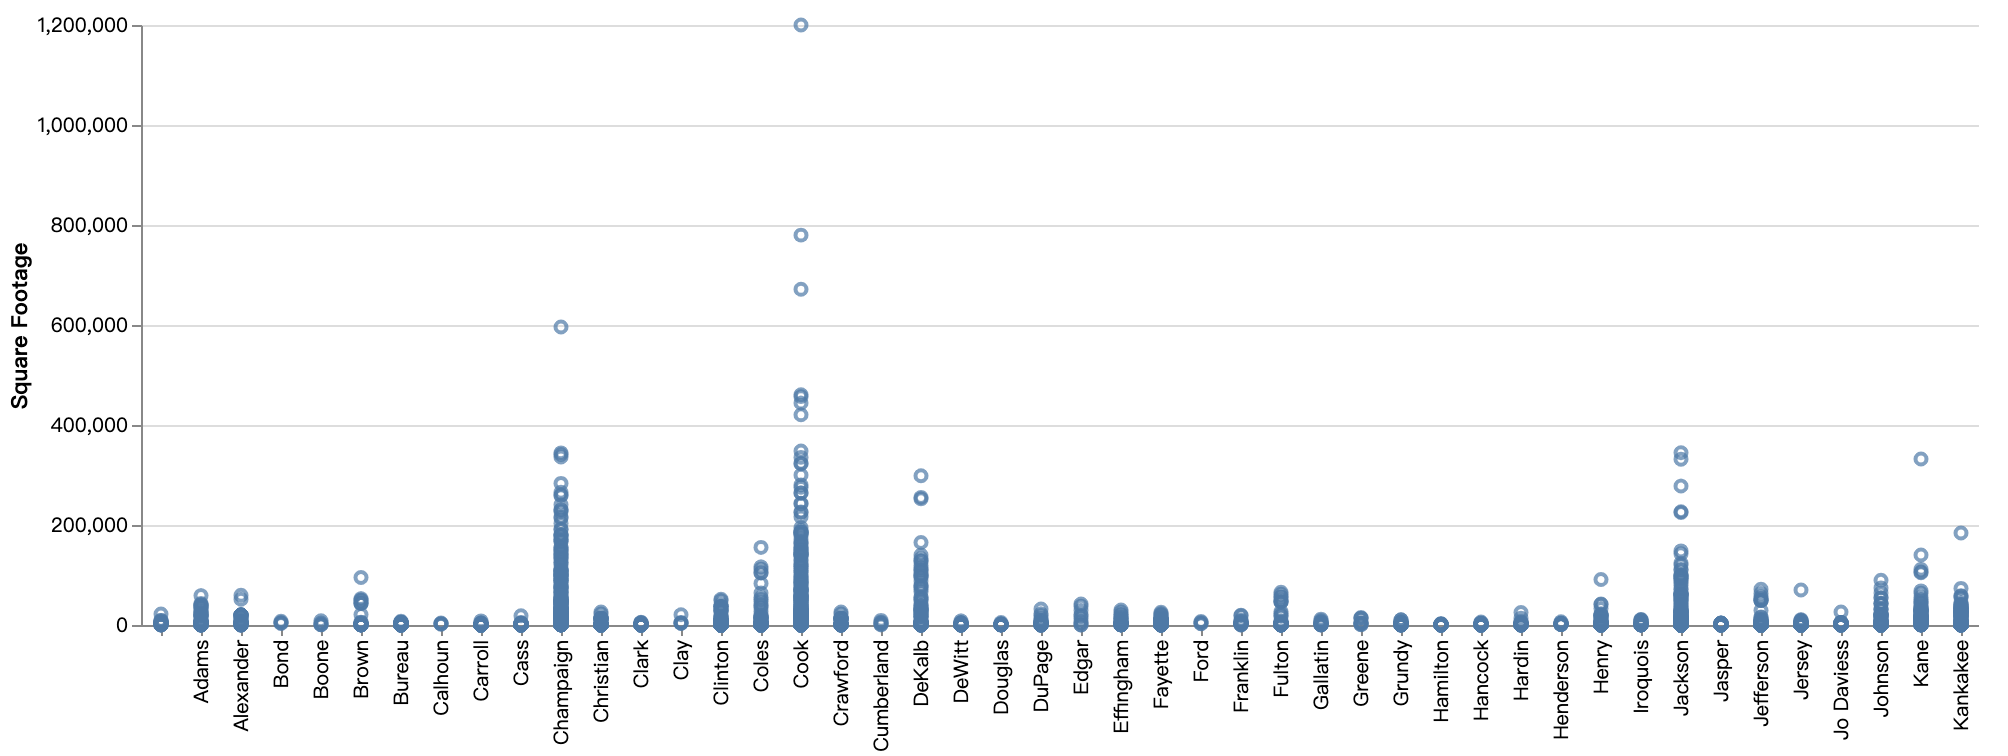 1,200,000
1,000,000
800,000
600,000
400,000
200,000
0
Square Footage
Adams
Alexander
Bond
Boone
Brown
Bureau
Calhoun
Carroll
Cass
Champaign
Christian
Clark
Clay
Clinton
Coles
Cook
Crawford
Cumberland
DeKalb
DeWitt
Douglas
DuPage
Edgar
Effingham
Fayette
Ford
Franklin
Fulton
Gallatin
Greene
Grundy
Hamilton
Hancock
Hardin
Henderson
Henry
Iroquois
Jackson
Jasper
Jefferson
Jersey
Jo Daviess
Johnson
Kane
Kankakee